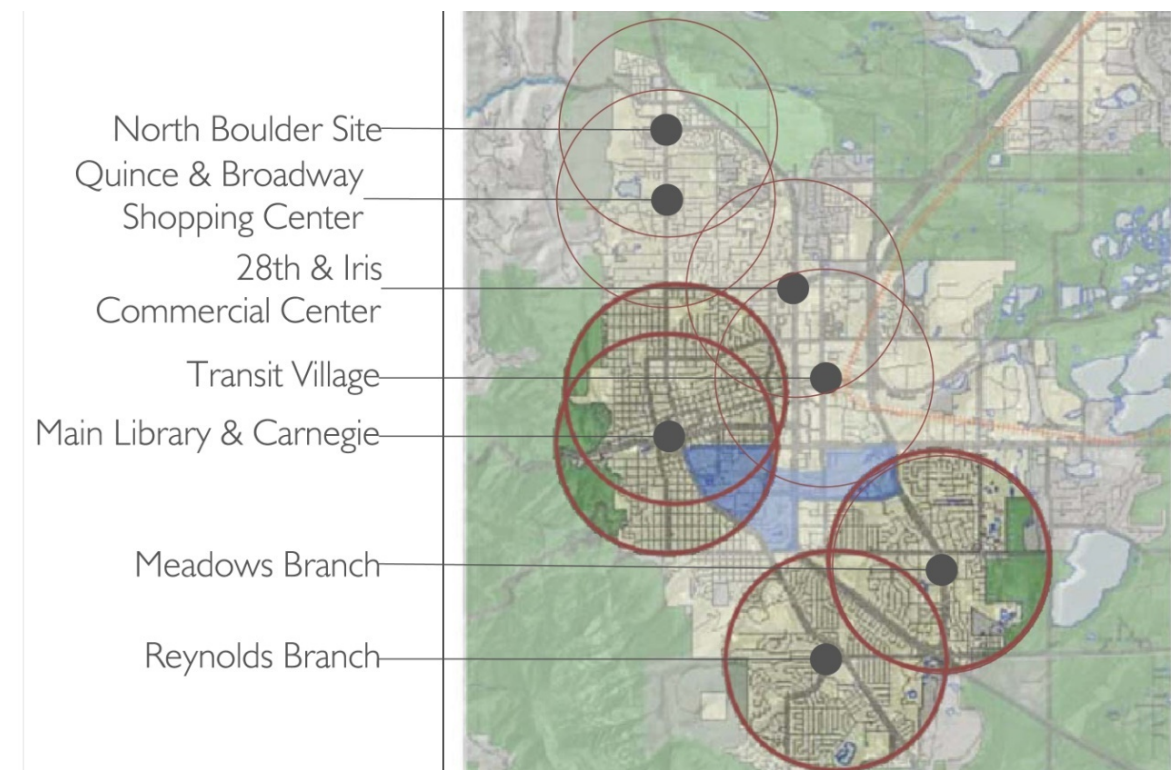 North Boulder Site
Quince & Broadway
Shopping Center
28th & Iris
Commercial Center
Transit Village
Main Library & Carnegie
Meadows Branch
Reynolds Branch